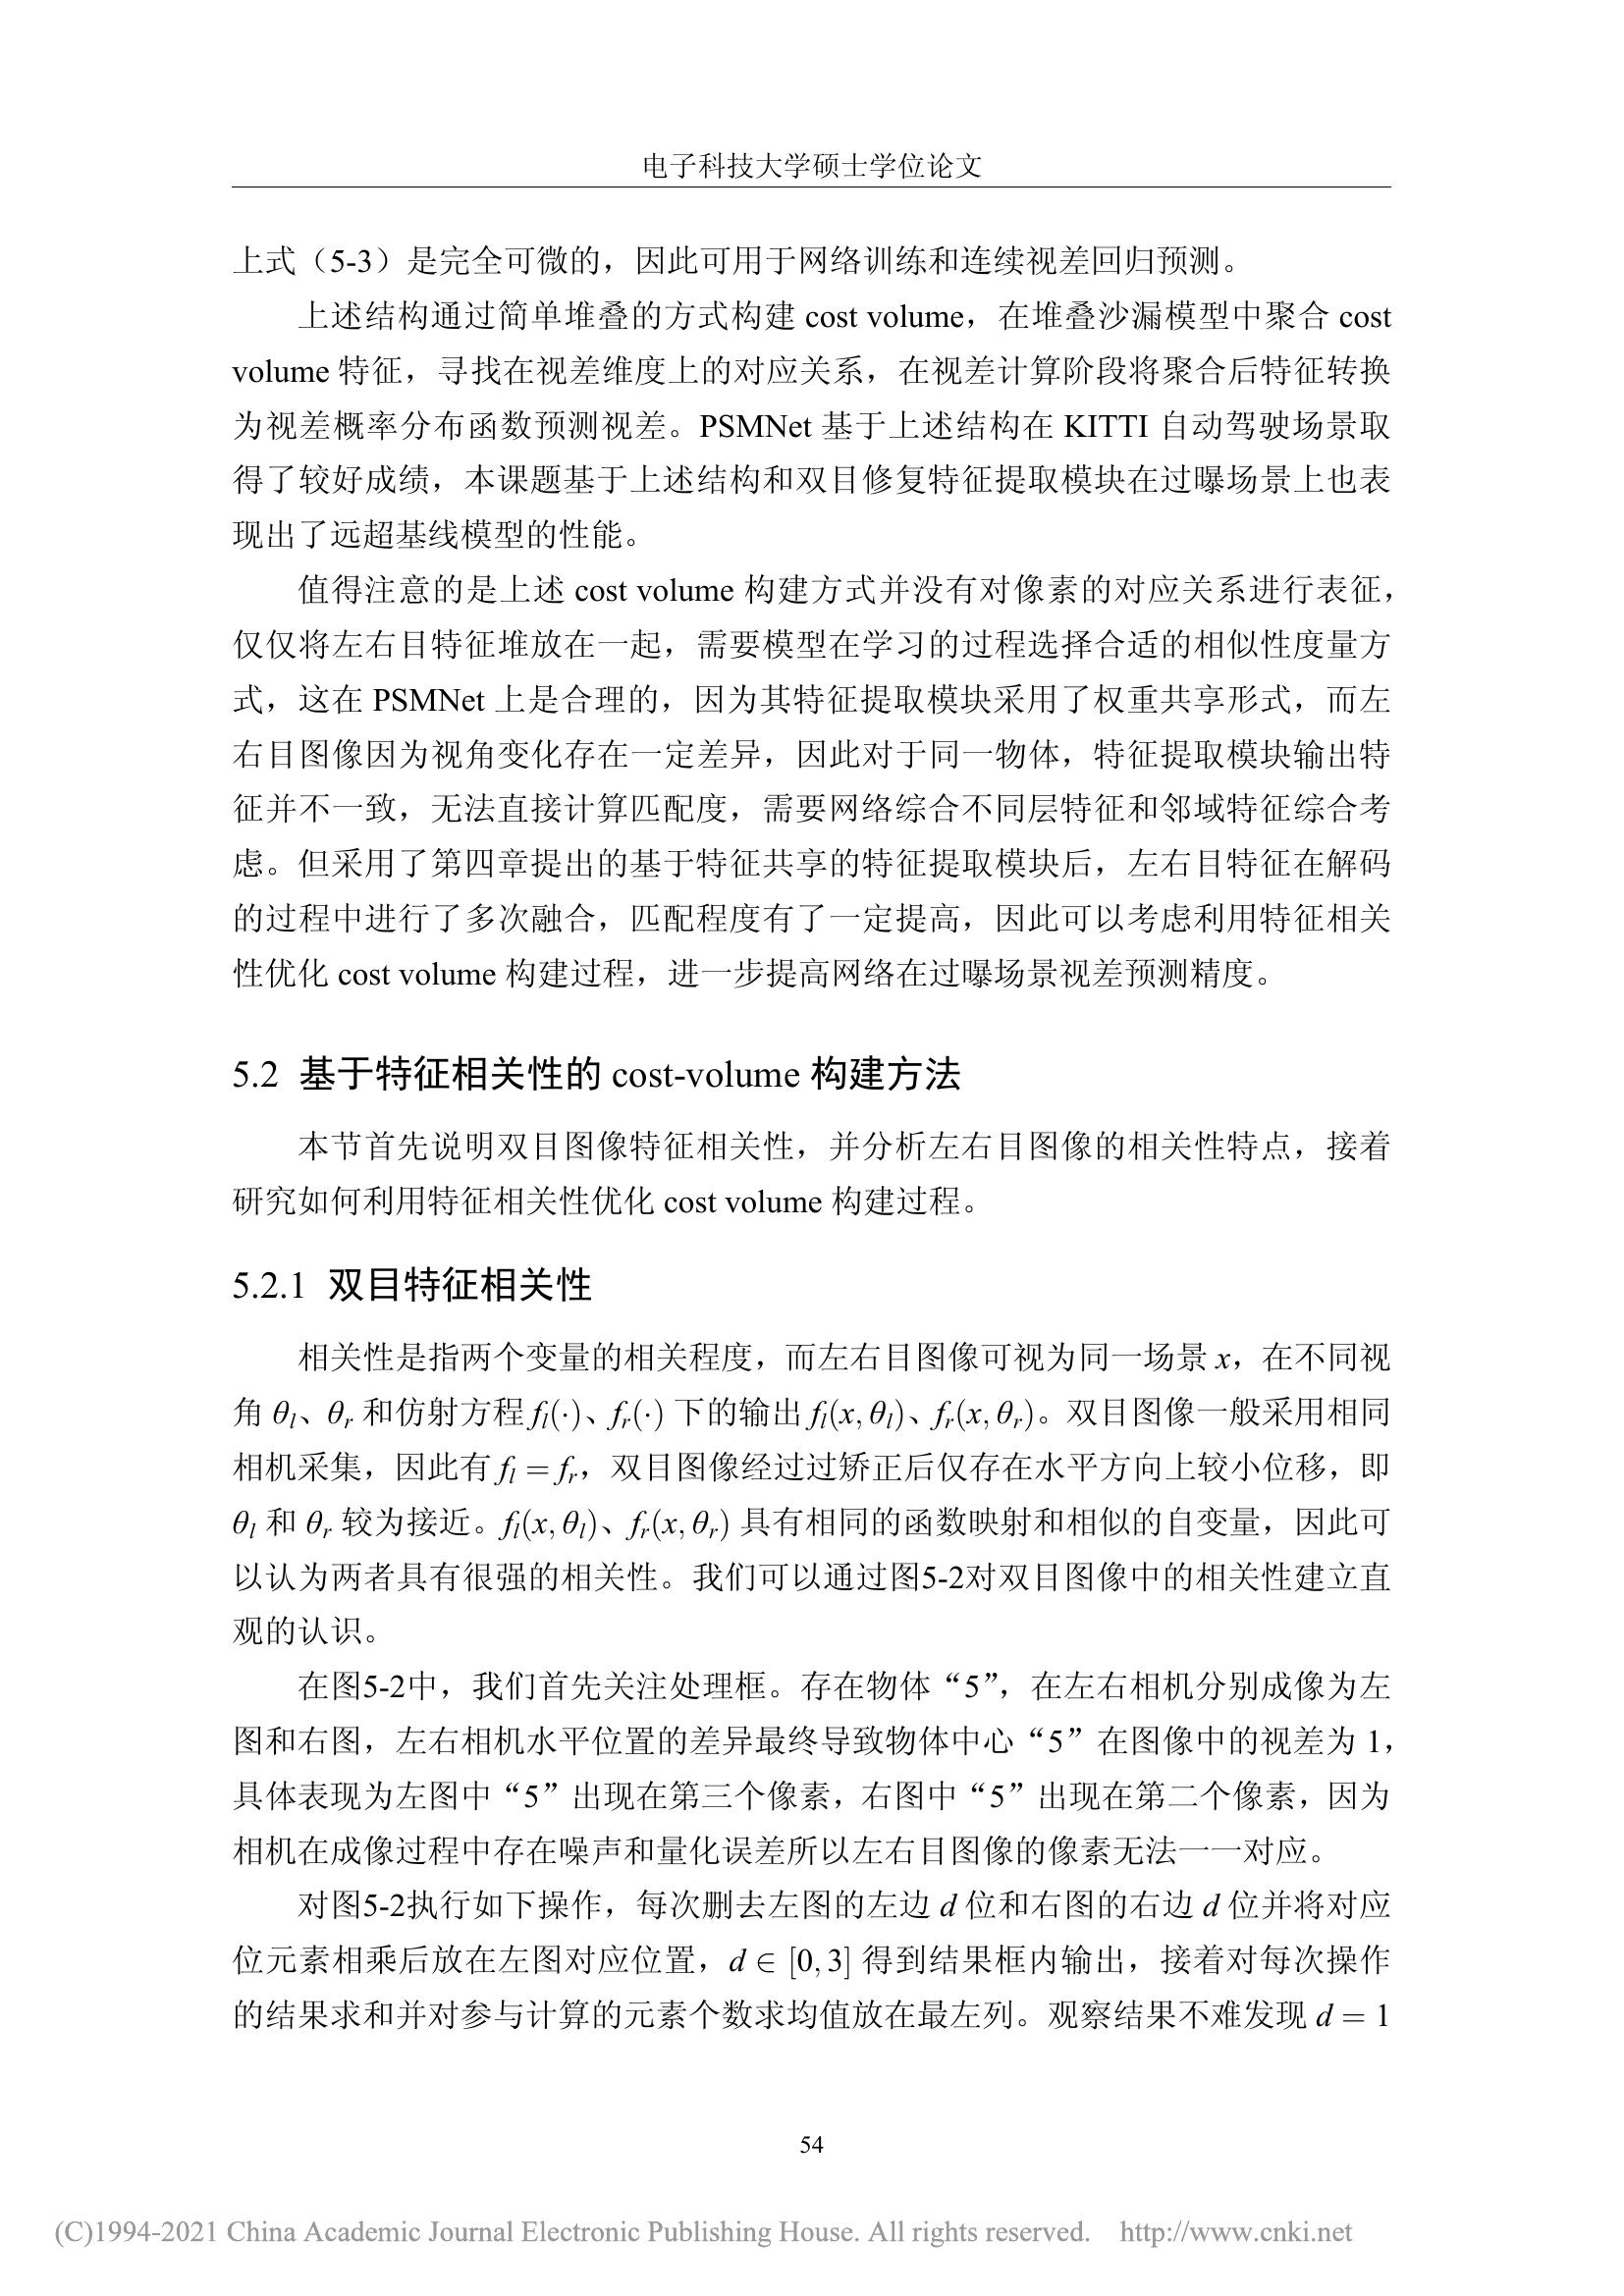 电子科技大学硕士学位论文
上式（5-3）是完全可微的，因此可用于网络训练和连续视差回归预测。
上述结构通过简单堆叠的方式构建 cost volume，在堆叠沙漏模型中聚合 cost
volume 特征，寻找在视差维度上的对应关系，在视差计算阶段将聚合后特征转换
为视差概率分布函数预测视差。PSMNet 基于上述结构在 KITTI 自动驾驶场景取
得了较好成绩，本课题基于上述结构和双目修复特征提取模块在过曝场景上也表
现出了远超基线模型的性能。
值得注意的是上述 cost volume 构建方式并没有对像素的对应关系进行表征，
仅仅将左右目特征堆放在一起，需要模型在学习的过程选择合适的相似性度量方
式，这在 PSMNet 上是合理的，因为其特征提取模块采用了权重共享形式，而左
右目图像因为视角变化存在一定差异，因此对于同一物体，特征提取模块输出特
征并不一致，无法直接计算匹配度，需要网络综合不同层特征和邻域特征综合考
虑。但采用了第四章提出的基于特征共享的特征提取模块后，左右目特征在解码
的过程中进行了多次融合，匹配程度有了一定提高，因此可以考虑利用特征相关
性优化 cost volume 构建过程，进一步提高网络在过曝场景视差预测精度。
5.2 基于特征相关性的 cost-volume 构建方法
本节首先说明双目图像特征相关性，并分析左右目图像的相关性特点，接着
研究如何利用特征相关性优化 cost volume 构建过程。
5.2.1 双目特征相关性
相关性是指两个变量的相关程度，而左右目图像可视为同一场景 x，在不同视
角 θl、θr 和仿射方程 fl(·)、fr(·) 下的输出 fl(x, θl)、fr(x, θr)。双目图像一般采用相同
相机采集，因此有 fl = fr，双目图像经过过矫正后仅存在水平方向上较小位移，即
θl 和 θr 较为接近。fl(x, θl)、fr(x, θr) 具有相同的函数映射和相似的自变量，因此可
以认为两者具有很强的相关性。我们可以通过图5-2对双目图像中的相关性建立直
观的认识。
在图5-2中，我们首先关注处理框。存在物体“5”，在左右相机分别成像为左
图和右图，左右相机水平位置的差异最终导致物体中心“5”在图像中的视差为 1，
具体表现为左图中“5”出现在第三个像素，右图中“5”出现在第二个像素，因为
相机在成像过程中存在噪声和量化误差所以左右目图像的像素无法一一对应。
对图5-2执行如下操作，每次删去左图的左边 d 位和右图的右边 d 位并将对应
位元素相乘后放在左图对应位置，d ∈ [0, 3] 得到结果框内输出，接着对每次操作
的结果求和并对参与计算的元素个数求均值放在最左列。观察结果不难发现 d = 1
54
(C)1994-2021 China Academic Journal Electronic Publishing House. All rights reserved. http://www.cnki.net